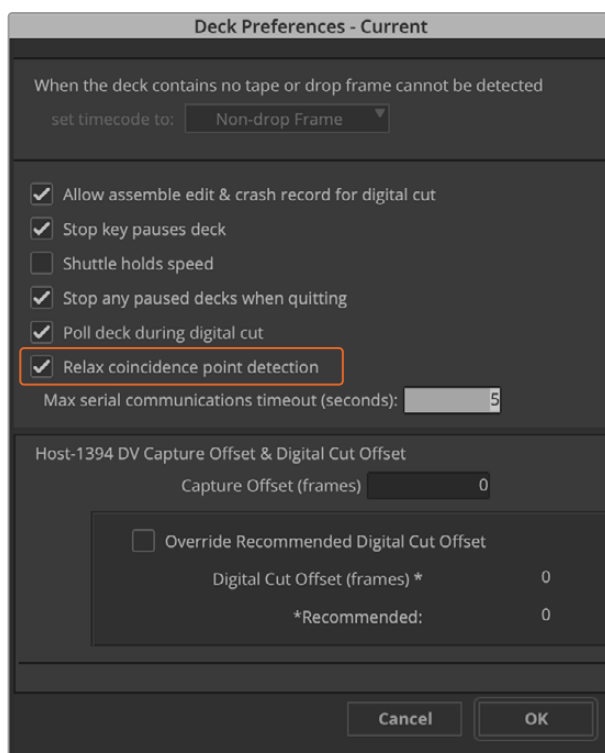 Deck Preferences - Current
When the deck contains no tape or drop frame cannot be detected
set timecode to: Non-drop Frame
Allow assemble edit & crash record for digital cut
Stop key pauses deck
Shuttle holds speed
Stop any paused decks when quitting
Poll deck during digital cut
Relax coincidence point detection
Max serial communications timeout (seconds): 5
Host-1394 DV Capture Offset & Digital Cut Offset
Capture Offset (frames) 0
Override Recommended Digital Cut Offset
Digital Cut Offset (frames) * 0
*Recommended: 0
Cancel OK